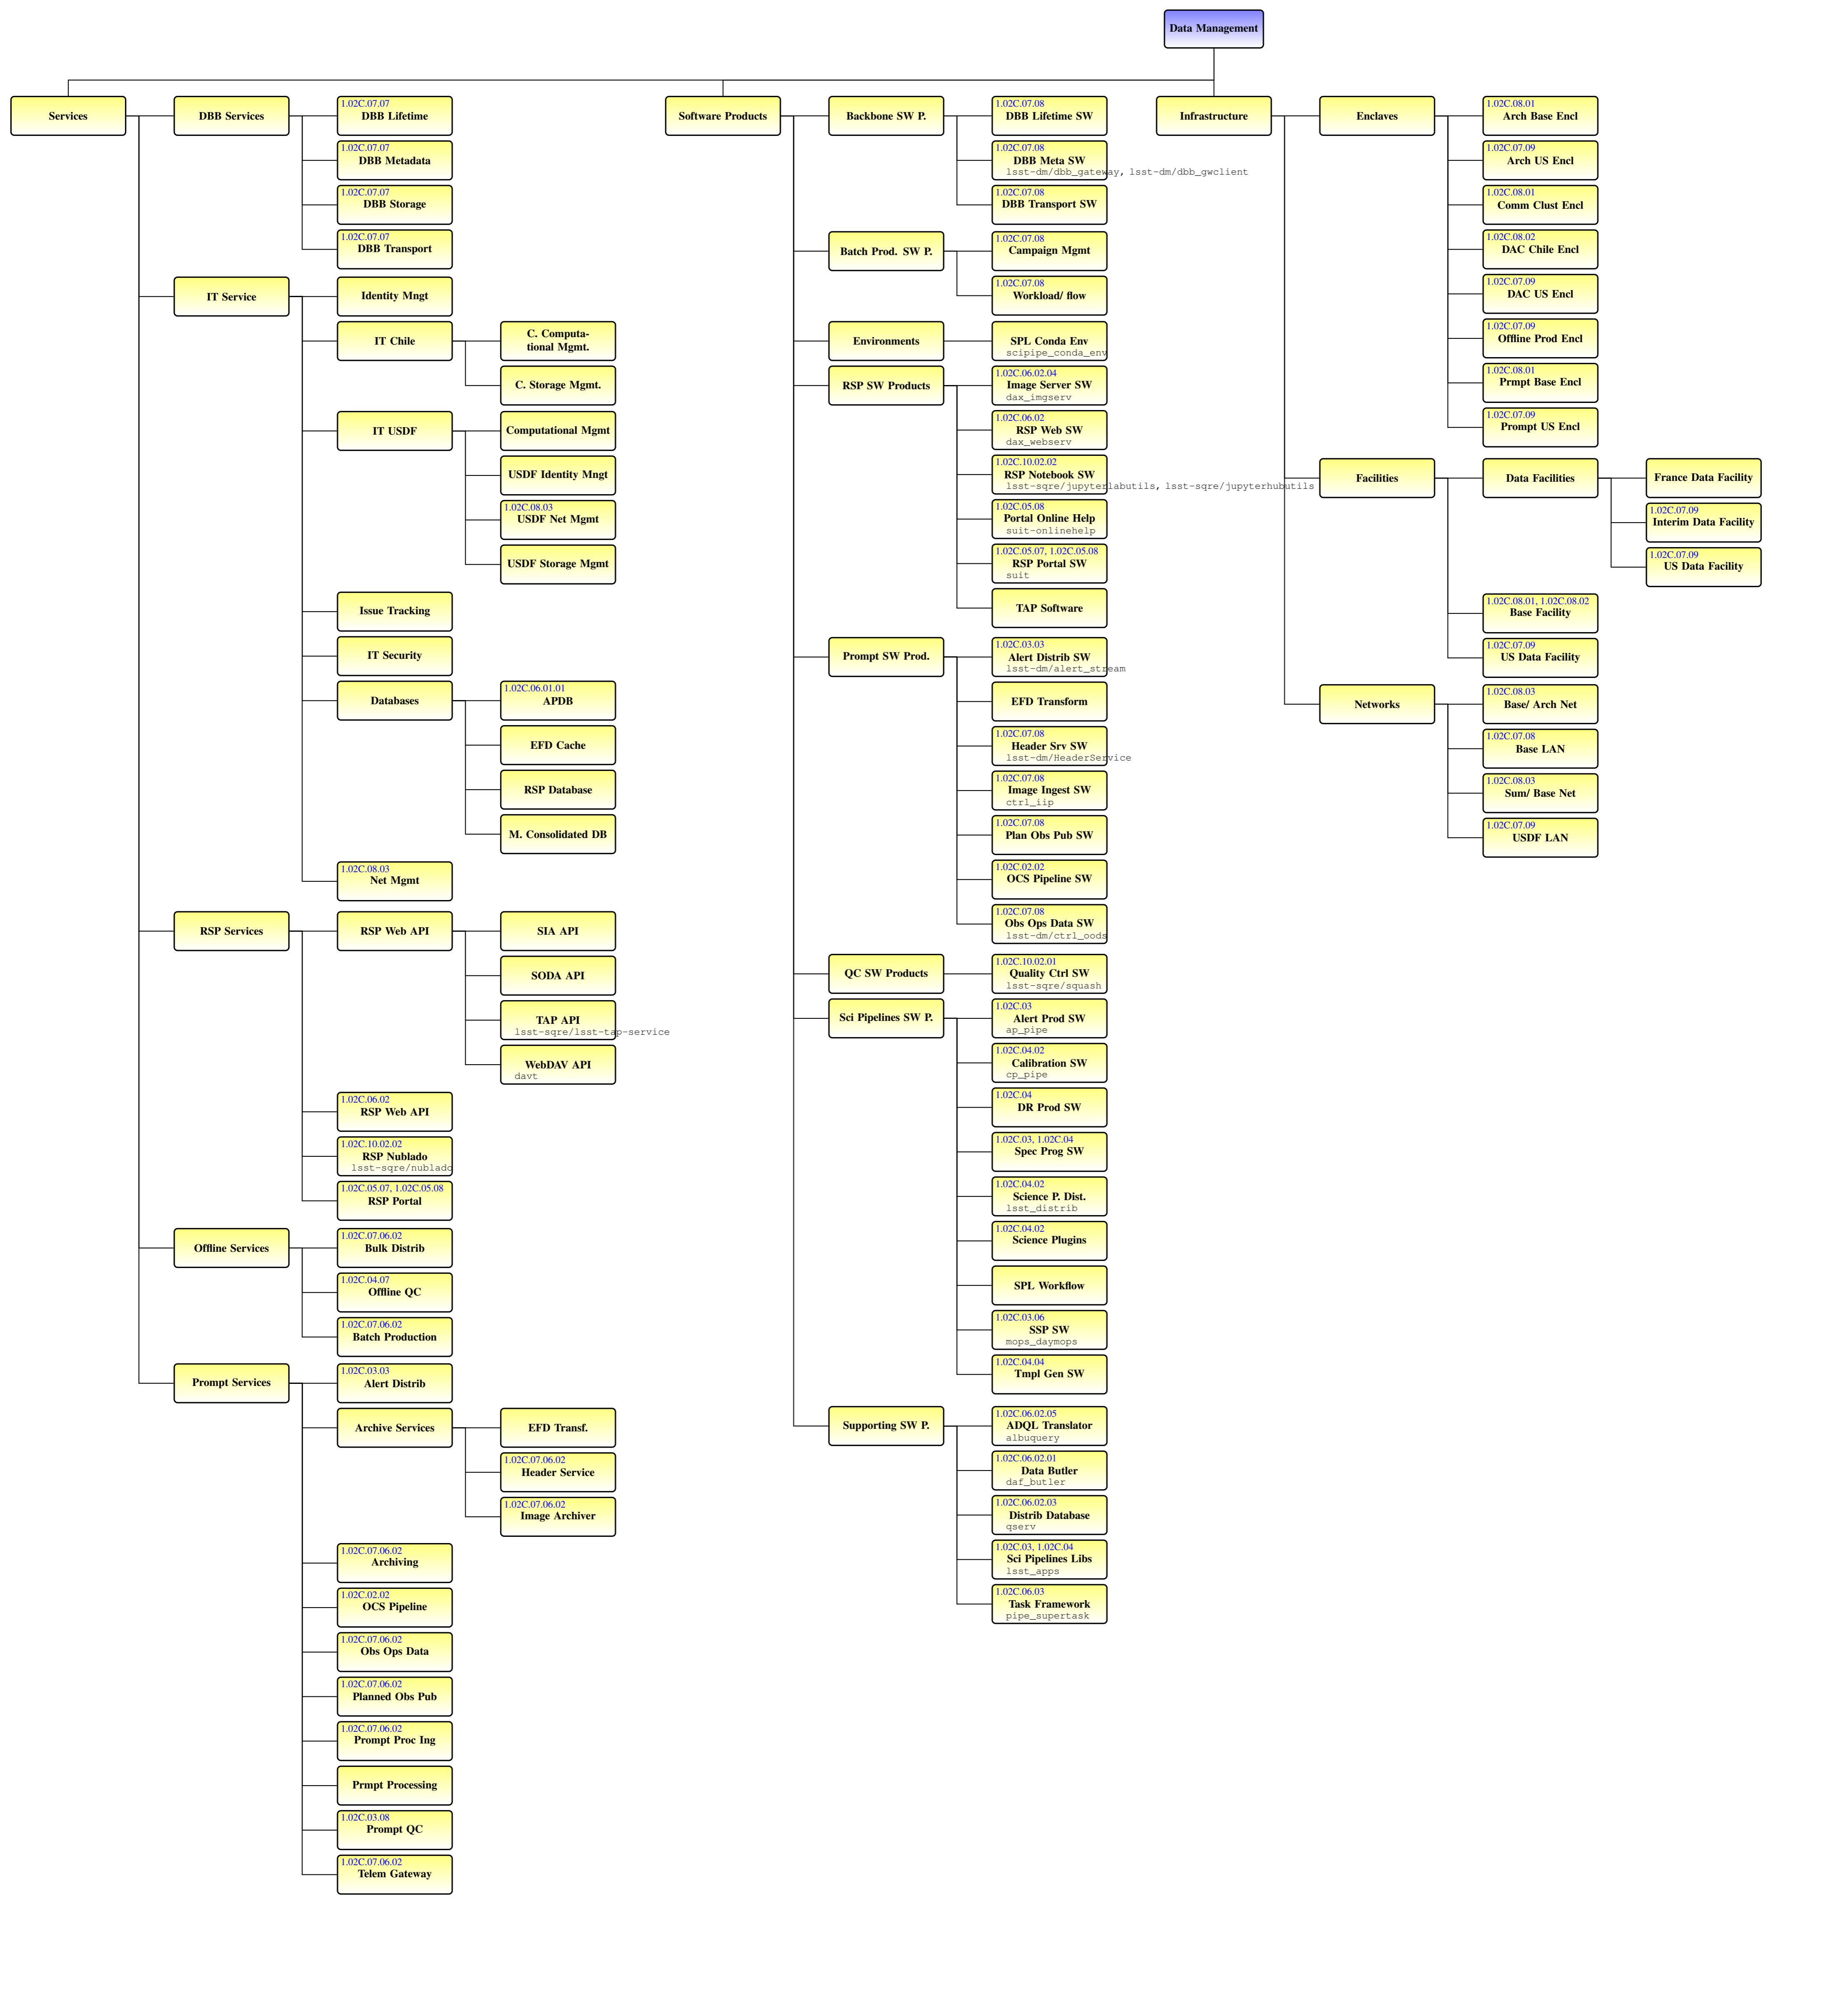 Data Management
Services
DBB Services
1.02C.07.07
DBB Lifetime
1.02C.07.07
DBB Metadata
1.02C.07.07
DBB Storage
1.02C.07.07
DBB Transport
IT Service
Identity Mngt
IT Chile
C. Computa-
tional Mgmt.
C. Storage Mgmt.
IT USDF
Computational Mgmt
USDF Identity Mngt
1.02C.08.03
USDF Net Mgmt
USDF Storage Mgmt
Issue Tracking
IT Security
Databases
1.02C.06.01.01
APDB
EFD Cache
RSP Database
M. Consolidated DB
1.02C.08.03
Net Mgmt
RSP Services
RSP Web API
SIA API
SODA API
TAP API
lsst-sqre/lsst-tap-service
WebDAV API
davt
1.02C.06.02
RSP Web API
1.02C.10.02.02
RSP Nublado
lsst-sqre/nublado
1.02C.05.07, 1.02C.05.08
RSP Portal
Offline Services
1.02C.07.06.02
Bulk Distrib
1.02C.04.07
Offline QC
1.02C.07.06.02
Batch Production
Prompt Services
1.02C.03.03
Alert Distrib
Archive Services
EFD Transf.
1.02C.07.06.02
Header Service
1.02C.07.06.02
Image Archiver
1.02C.07.06.02
Archiving
1.02C.02.02
OCS Pipeline
1.02C.07.06.02
Obs Ops Data
1.02C.07.06.02
Planned Obs Pub
1.02C.07.06.02
Prompt Proc Ing
Prmpt Processing
1.02C.03.08
Prompt QC
1.02C.07.06.02
Telem Gateway
Software Products
Backbone SW P.
1.02C.07.08
DBB Lifetime SW
1.02C.07.08
DBB Meta SW
lsst-dm/dbb_gateway, lsst-dm/dbb_gwclient
1.02C.07.08
DBB Transport SW
Batch Prod. SW P.
1.02C.07.08
Campaign Mgmt
1.02C.07.08
Workload/ flow
Environments
SPL Conda Env
scipipe_conda_env
RSP SW Products
1.02C.06.02.04
Image Server SW
dax_imgserv
1.02C.06.02
RSP Web SW
dax_webserv
1.02C.10.02.02
RSP Notebook SW
lsst-sqre/jupyterlabutils, lsst-sqre/jupyterhubutils
1.02C.05.08
Portal Online Help
suit-onlinehelp
1.02C.05.07, 1.02C.05.08
RSP Portal SW
suit
TAP Software
Prompt SW Prod.
1.02C.03.03
Alert Distrib SW
lsst-dm/alert_stream
EFD Transform
1.02C.07.08
Header Srv SW
lsst-dm/HeaderService
1.02C.07.08
Image Ingest SW
ctrl_iip
1.02C.07.08
Plan Obs Pub SW
1.02C.02.02
OCS Pipeline SW
1.02C.07.08
Obs Ops Data SW
lsst-dm/ctrl_oods
QC SW Products
1.02C.10.02.01
Quality Ctrl SW
lsst-sqre/squash
Sci Pipelines SW P.
1.02C.03
Alert Prod SW
ap_pipe
1.02C.04.02
Calibration SW
cp_pipe
1.02C.04
DR Prod SW
1.02C.03, 1.02C.04
Spec Prog SW
1.02C.04.02
Science P. Dist.
lsst_distrib
1.02C.04.02
Science Plugins
SPL Workflow
1.02C.03.06
SSP SW
mops_daymops
1.02C.04.04
Tmpl Gen SW
Supporting SW P.
1.02C.06.02.05
ADQL Translator
albuquery
1.02C.06.02.01
Data Butler
daf_butler
1.02C.06.02.03
Distrib Database
qserv
1.02C.03, 1.02C.04
Sci Pipelines Libs
lsst_apps
1.02C.06.03
Task Framework
pipe_supertask
Infrastructure
Enclaves
1.02C.08.01
Arch Base Encl
1.02C.07.09
Arch US Encl
1.02C.08.01
Comm Clust Encl
1.02C.08.02
DAC Chile Encl
1.02C.07.09
DAC US Encl
1.02C.07.09
Offline Prod Encl
1.02C.08.01
Prmpt Base Encl
1.02C.07.09
Prompt US Encl
Facilities
Data Facilities
France Data Facility
1.02C.07.09
Interim Data Facility
1.02C.07.09
US Data Facility
1.02C.08.01, 1.02C.08.02
Base Facility
1.02C.07.09
US Data Facility
Networks
1.02C.08.03
Base/ Arch Net
1.02C.07.08
Base LAN
1.02C.08.03
Sum/ Base Net
1.02C.07.09
USDF LAN